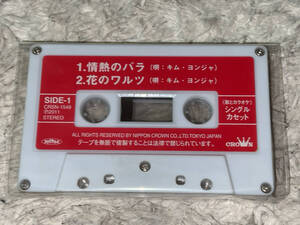 1.情熱のバラ(唄：キム・ヨンジャ)
2.花のワルツ(唄：キム・ヨンジャ)
SIDE-1
CRSN-1549
Ⓟ2011
STEREO
(歌とカラオケ)
シングル
カセット
ALL RIGHTS RESERVED BY NIPPON CROWN CO.,LTD.TOKYO JAPAN
テープを無断で複製することは法律で禁じられています。
CROWN